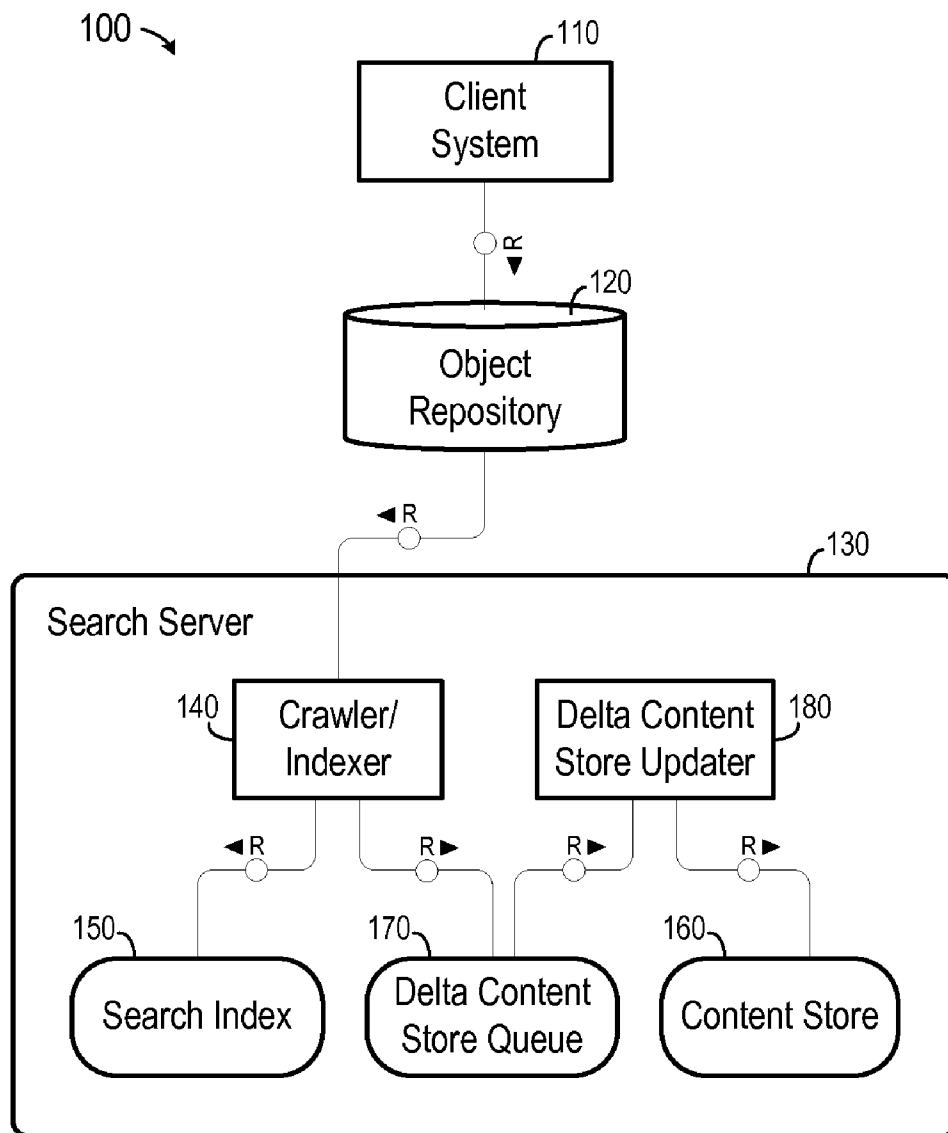 100
110
Client
System
R
120
Object
Repository
R
130
Search Server
140
Crawler/
Indexer
Delta Content
Store Updater
180
R
R
R
R
150
170
160
Search Index
Delta Content
Store Queue
Content Store